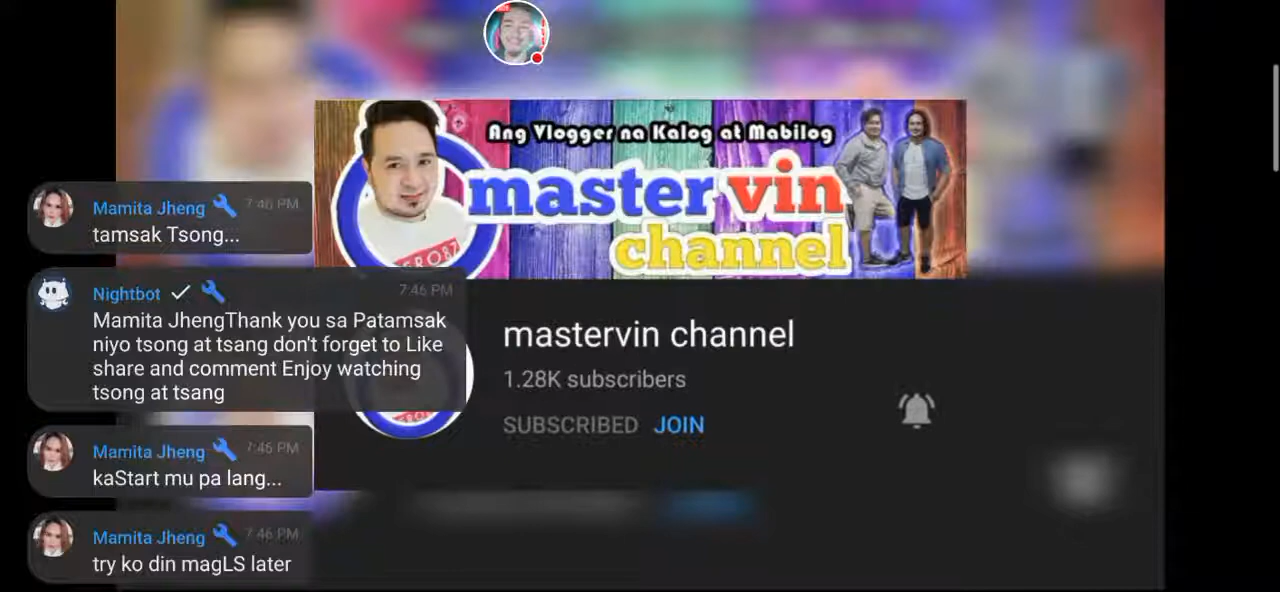 Ang Vlogger na Kalog at Mabilog
master vin
channel
Mamita Jheng 7:46 PM
tamsak Tsong...
Nightbot 7:46 PM
Mamita JhengThank you sa Patamsak
niyo tsong at tsang don't forget to Like
share and comment Enjoy watching
tsong at tsang
Mamita Jheng 7:46 PM
kaStart mu pa lang...
Mamita Jheng 7:46 PM
try ko din magLS later
mastervin channel
1.28K subscribers
SUBSCRIBED JOIN